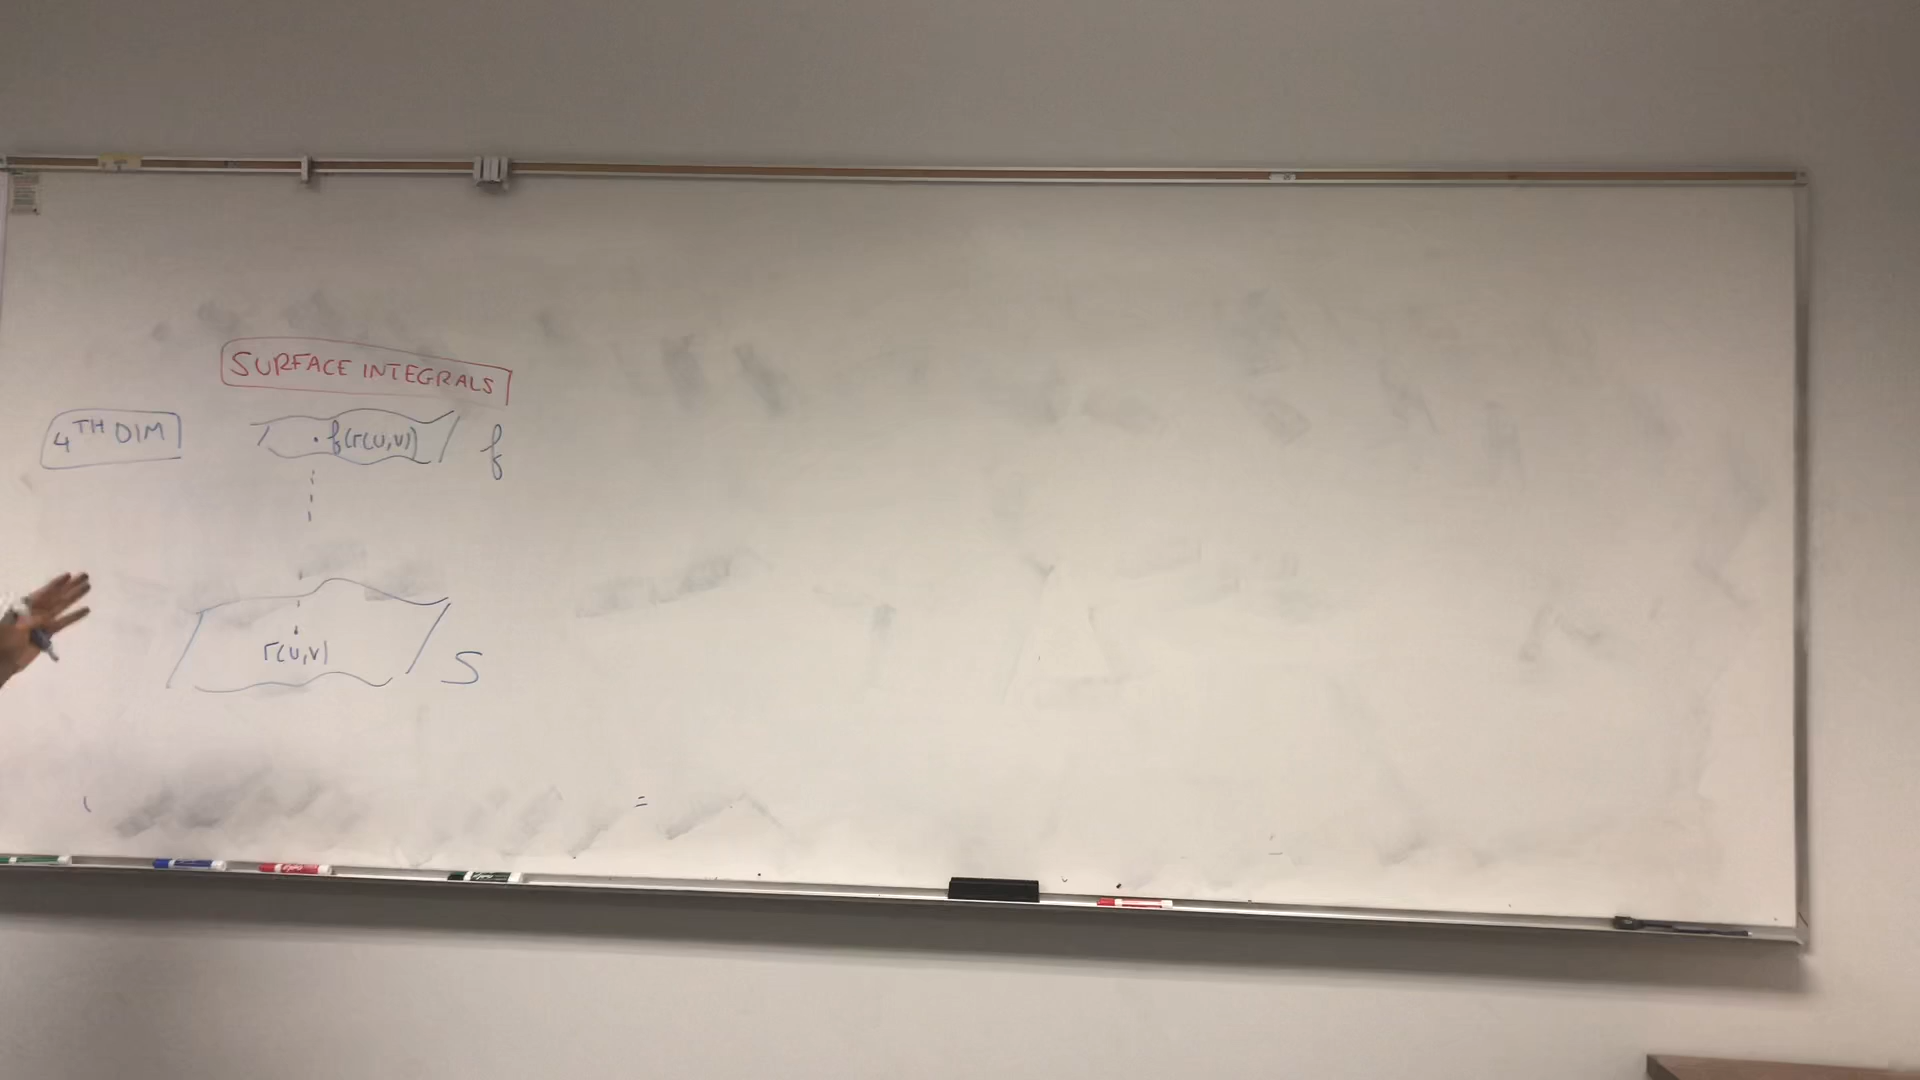 SURFACE INTEGRALS
4TH DIM
f(r(u,v)) f
r(u,v) S
=